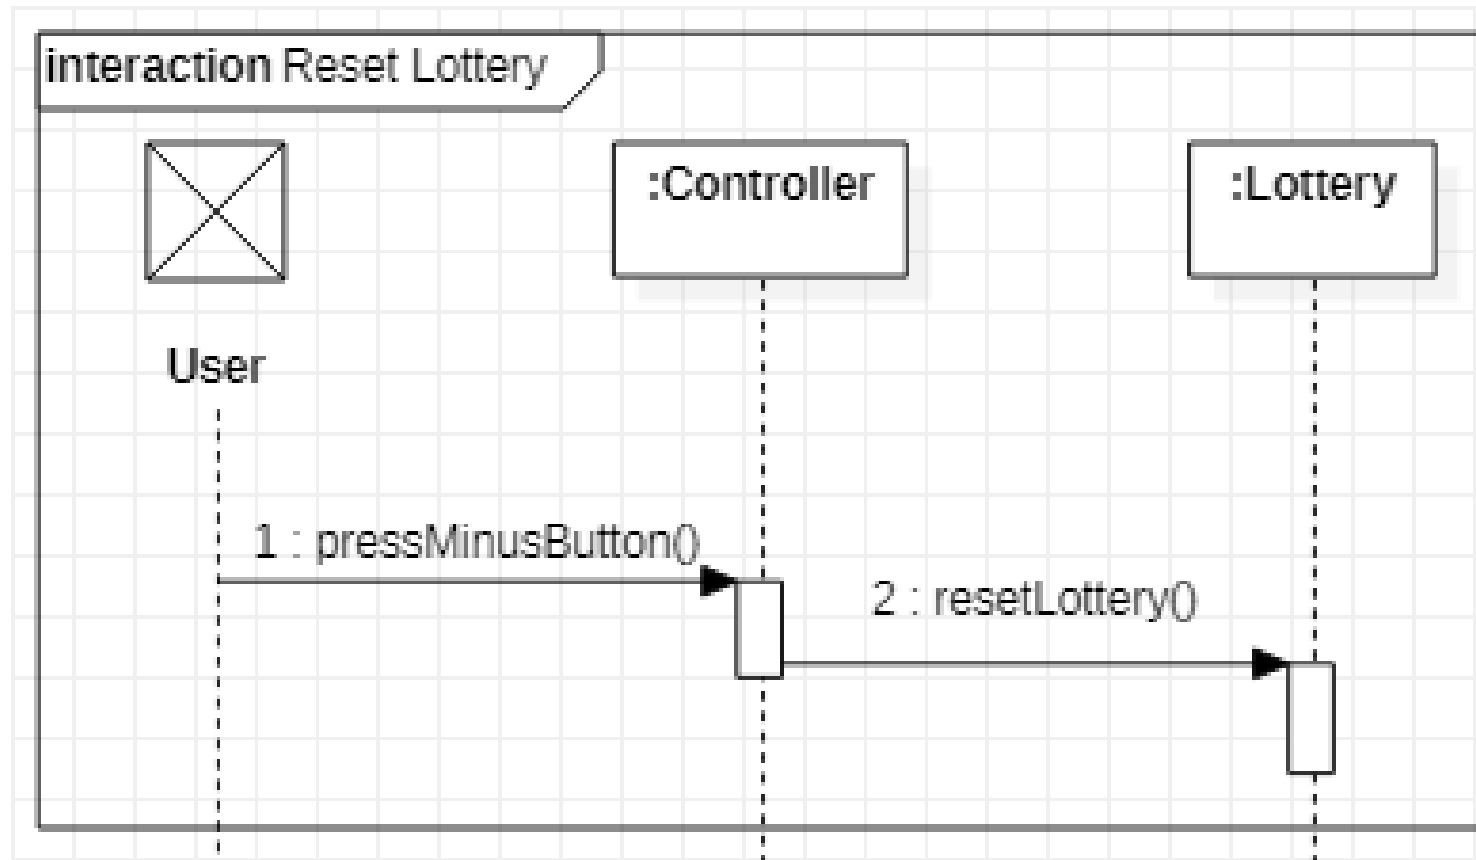 interaction Reset Lottery
:Controller
:Lottery
User
1 : pressMinusButton()
2 : resetLottery()